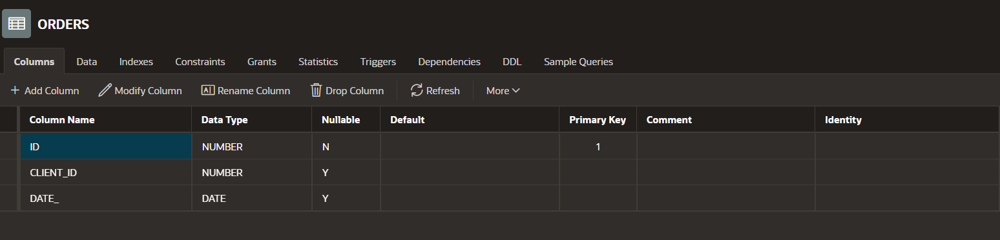 ORDERS
Columns Data Indexes Constraints Grants Statistics Triggers Dependencies DDL Sample Queries
Add Column Modify Column Rename Column Drop Column Refresh More
Column Name Data Type Nullable Default Primary Key Comment Identity
ID NUMBER N 1
CLIENT_ID NUMBER Y
DATE_ DATE Y